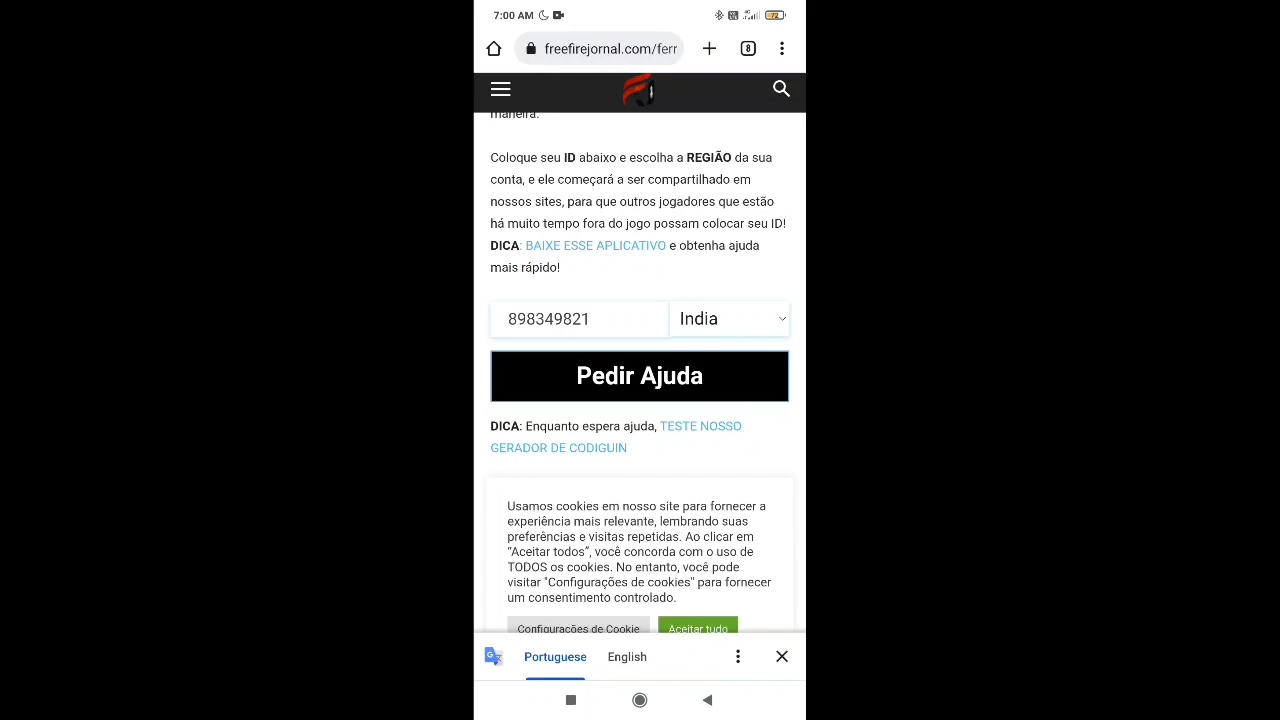 7:00 AM
4G
72
freefirejornal.com/ferr
8
maneira.
Coloque seu ID abaixo e escolha a REGIÃO da sua
conta, e ele começará a ser compartilhado em
nossos sites, para que outros jogadores que estão
há muito tempo fora do jogo possam colocar seu ID!
DICA: BAIXE ESSE APLICATIVO e obtenha ajuda
mais rápido!
898349821
India
Pedir Ajuda
DICA: Enquanto espera ajuda, TESTE NOSSO
GERADOR DE CODIGUIN
Usamos cookies em nosso site para fornecer a
experiência mais relevante, lembrando suas
preferências e visitas repetidas. Ao clicar em
“Aceitar todos”, você concorda com o uso de
TODOS os cookies. No entanto, você pode
visitar "Configurações de cookies" para fornecer
um consentimento controlado.
Configurações de Cookie
Aceitar tudo
Portuguese
English